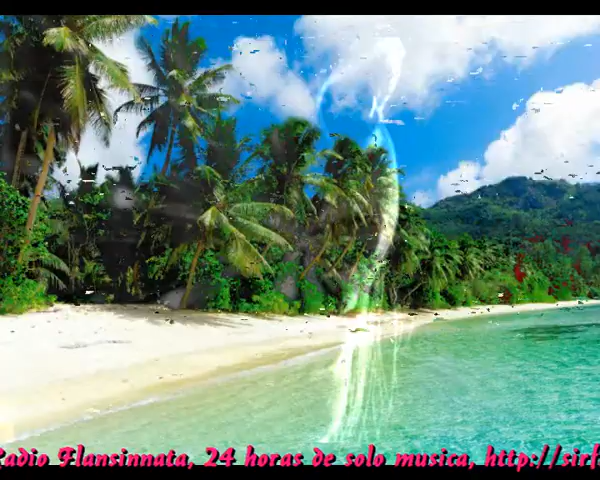 Radio Flansinnata, 24 horas de solo musica, http://sirf